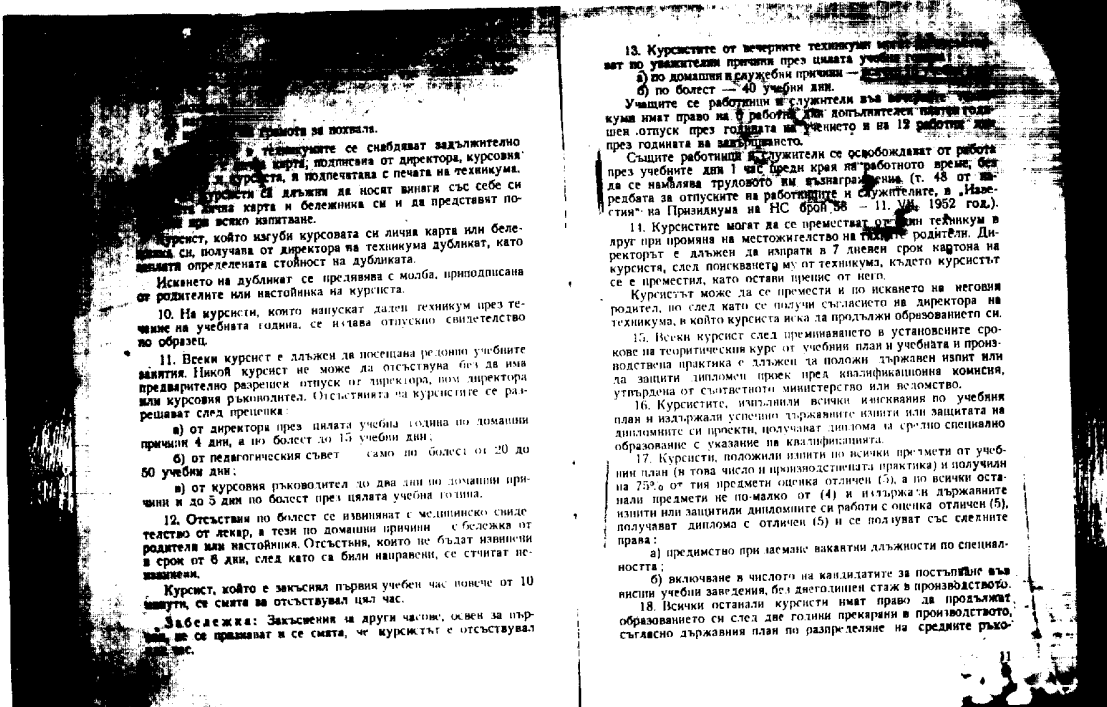 грамота за похвала.
техникумите се снабдяват задължително
карта, подписана от директора, курсовия
и курсиста, и подпечатана с печата на техникума.
Курсисти са длъжни да носят винаги със себе си
лична карта и бележника си и да представят по-
при всяко изпитване.
Курсист, който изгуби курсовата си лична карта или беле-
си, получава от директора на техникума дубликат, като
заплати определената стойност на дубликата.
Искането на дубликат се предявява с молба, приподписана
от родителите или настойника на курсиста.
10. На курсисти, които напускат даден техникум през те-
чение на учебната година, се издава отпускно свидетелство
по образец.
11. Всеки курсист е длъжен да посещава редовно учебните
занятия. Никой курсист не може да отсъствува без да има
предварително разрешен отпуск от директора, пом. директора
или курсовия ръководител. Отсъствията на курсистите се раз-
решават след преценка:
а) от директора през цялата учебна година по домашни
причини 4 дни, а по болест до 15 учебни дни;
б) от педагогическия съвет само по болест от 20 до
50 учебни дни;
в) от курсовия ръководител до два дни по домашни при-
чини и до 5 дни по болест през цялата учебна година.
12. Отсъствия по болест се извиняват с медицинско свиде
телство от лекар, а тези по домашни причини с бележка от
родителя или настойника. Отсъствия, които не бъдат извинени
в срок от 6 дни, след като са били направени, се считат не-
извинени.
Курсист, който е закъснял първия учебен час повече от 10
минути, се смята за отсъствувал цял час.
Забележка: Закъснения за други часове, освен за пър-
вия, не се признават и се смята, че курсистът е отсъствувал
час.
13. Курсистите от вечерните техникуми могат
ват по уважителни причини през цялата учебна година
а) по домашни и служебни причини —
б) по болест — 40 учебни дни.
Учащите се работници и служители във вечерните
кума имат право на 6 работни дни допълнителен платен годи-
шен отпуск през годината на учението и на 12 работни дни
през годината на завършването.
Същите работници и служители се освобождават от работа
през учебните дни 1 час преди края на работното време, без
да се намалява трудовото им възнаграждение (т. 48 от на-
редбата за отпуските на работниците и служителите, в „Изве-
стия" на Призидиума на НС брой 58 — 11. VII. 1952 год.).
14. Курсистите могат да се преместват от един техникум в
друг при промяна на местожителство на техните родители. Ди-
ректорът е длъжен да изпрати в 7 дневен срок картона на
курсистя, след поискването му от техникума, където курсистът
се е преместил, като остави препис от него.
Курсистът може да се премести и по искането на неговия
родител, но след като се получи съгласието на директора на
техникума, в който курсиста иска да продължи образованието си.
15. Всеки курсист след преминаването в установените сро-
кове на теоритическия курс от учебния план и учебната и произ-
водствена практика е длъжен да положи държавен изпит или
да защити дипломен проек пред квалификационна комисия,
утвърдена от съответното министерство или ведомство.
16. Курсистите, изпълнили всички изисквания по учебния
план и издържали успешно държавните изпити или защитата на
дипломните си проекти, получават диплома за средно специално
образование с указание на квалификацията.
17. Курсисти, положили изпити по всички предмети от учеб-
ния план (в това число и производствената практика) и получили
на 75% от тия предмети оценка отличен (5), а по всички оста-
нали предмети не по-малко от (4) и издържали държавните
изпити или защитили дипломните си работи с оценка отличен (5),
получават диплома с отличен (5) и се ползуват със следните
права:
а) предимство при заемане вакантни длъжности по специал-
ността;
б) включване в числото на кандидатите за постъпване във
висши учебни заведения, без двегодишен стаж в производството.
18. Всички останали курсисти имат право да продължат
образованието си след две години прекарани в производството,
съгласно държавния план по разпределяне на средните ръко-
11